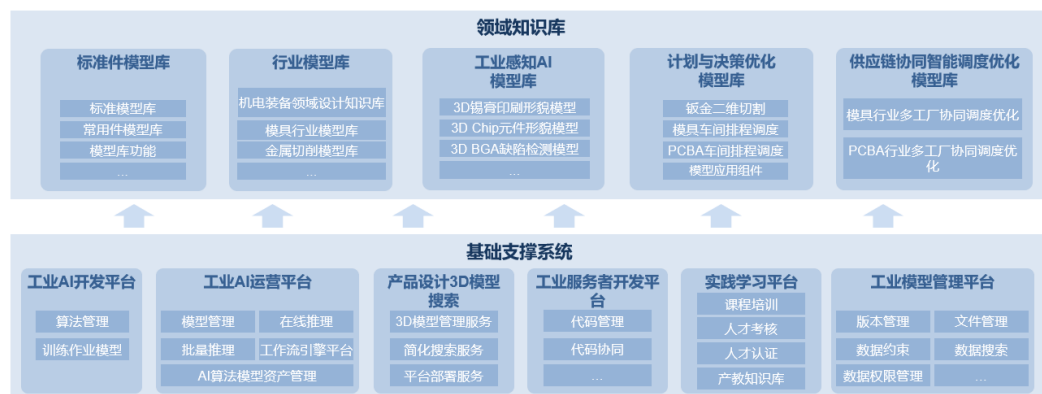 领域知识库
标准件模型库
标准模型库
常用件模型库
模型库功能
...
行业模型库
机电装备领域设计知识库
模具行业模型库
金属切削模型库
...
工业感知AI
模型库
3D锡膏印刷形貌模型
3D Chip元件形貌模型
3D BGA缺陷检测模型
...
计划与决策优化
模型库
钣金二维切割
模具车间排程调度
PCBA车间排程调度
模型应用组件
供应链协同智能调度优化
模型库
模具行业多工厂协同调度优化
PCBA行业多工厂协同调度优
化
基础支撑系统
工业AI开发平台
算法管理
训练作业模型
工业AI运营平台
模型管理
在线推理
批量推理
工作流引擎平台
AI算法模型资产管理
产品设计3D模型
搜索
3D模型管理服务
简化搜索服务
平台部署服务
工业服务者开发平
台
代码管理
代码协同
...
实践学习平台
课程培训
人才考核
人才认证
产教知识库
工业模型管理平台
版本管理
文件管理
数据约束
数据搜索
数据权限管理
...